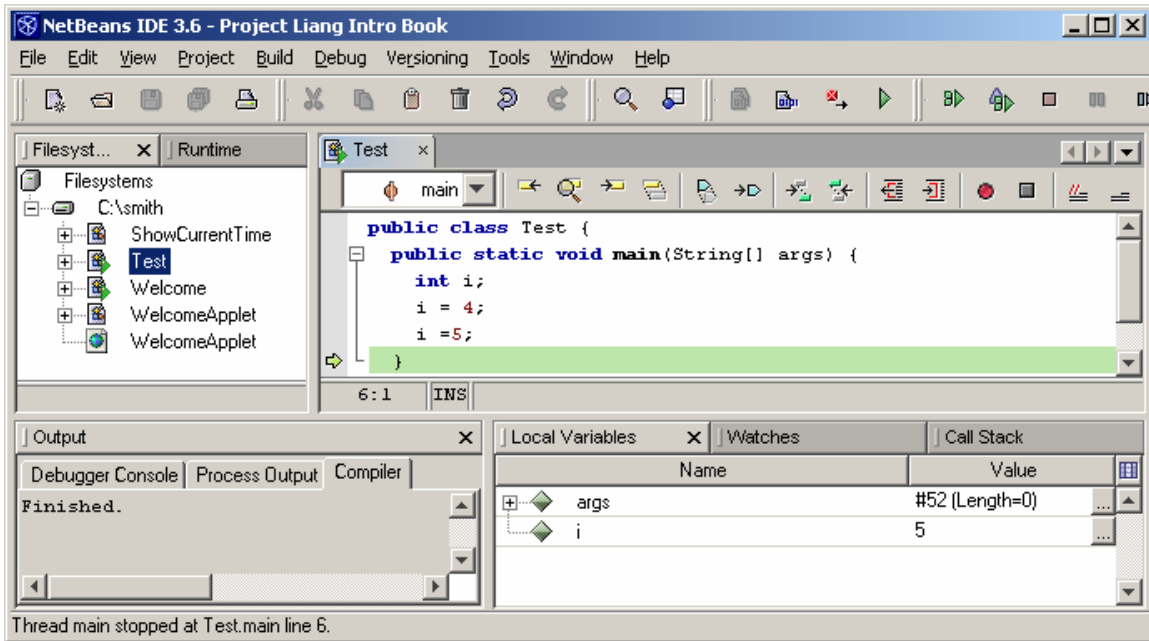 NetBeans IDE 3.6 - Project Liang Intro Book
File Edit View Project Build Debug Versioning Tools Window Help
Filesyst... Runtime
Test
Filesystems
C:\smith
ShowCurrentTime
Test
Welcome
WelcomeApplet
WelcomeApplet
main
public class Test {
public static void main(String[] args) {
int i;
i = 4;
i =5;
}
6:1 INS
Output
Debugger Console Process Output Compiler
Finished.
Local Variables Watches Call Stack
Name Value
args #52 (Length=0) ...
i 5 ...
Thread main stopped at Test.main line 6.